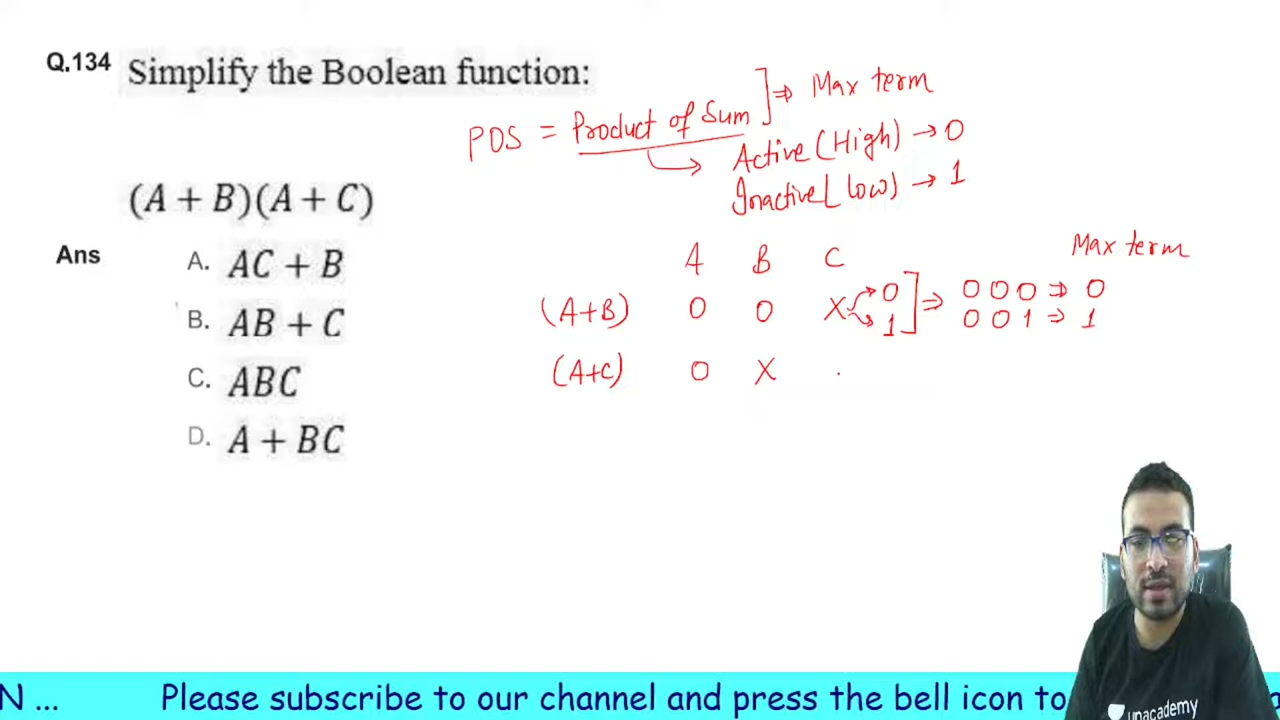 Q.134 Simplify the Boolean function:
POS = Product of Sum ] ⇒ Max term
Active (High) → 0
Inactive (low) → 1
(A + B)(A + C)
Ans
A. AC + B
B. AB + C
C. ABC
D. A + BC
A B C Max term
(A+B) 0 0 X 0 1 ] ⇒ 0 0 0 ⇒ 0
0 0 1 ⇒ 1
(A+C) 0 X
unacademy
N ... Please subscribe to our channel and press the bell icon to